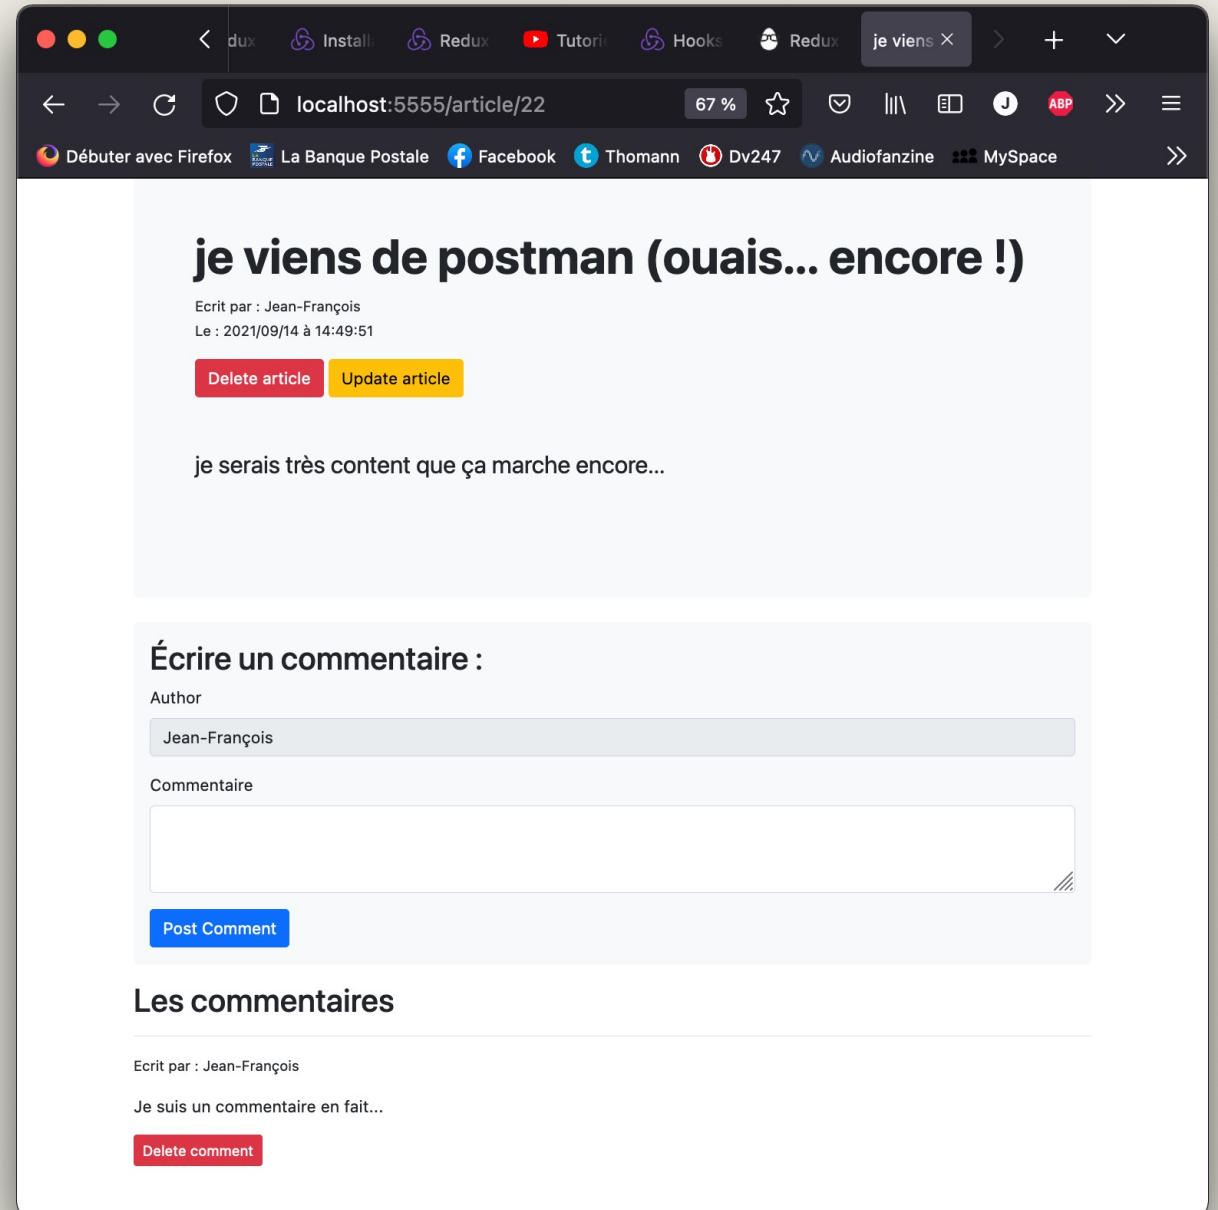 dux Install Redux Tutorie Hooks Redux je viens
localhost:5555/article/22 67 % J ABP
Débuter avec Firefox LA BANQUE POSTALE La Banque Postale Facebook t Thomann Dv247 Audiofanzine MySpace
je viens de postman (ouais... encore !)
Ecrit par : Jean-François
Le : 2021/09/14 à 14:49:51
Delete article Update article
je serais très content que ça marche encore...
Écrire un commentaire :
Author
Jean-François
Commentaire
Post Comment
Les commentaires
Ecrit par : Jean-François
Je suis un commentaire en fait...
Delete comment